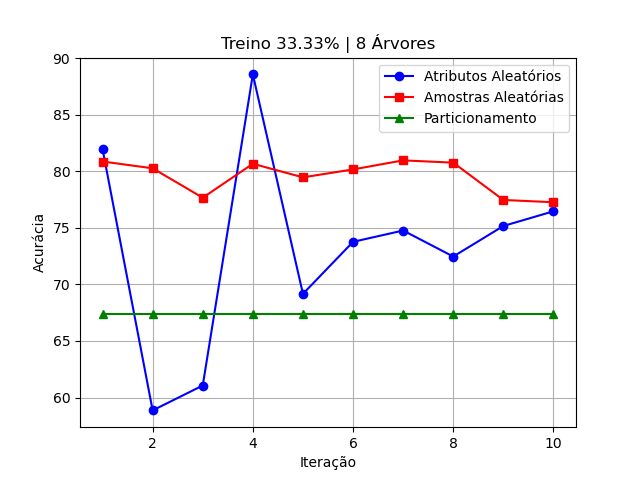 Treino 33.33% | 8 Árvores
Atributos Aleatórios
Amostras Aleatórias
Particionamento
Acurácia
90
85
80
75
70
65
60
2 4 6 8 10
Iteração